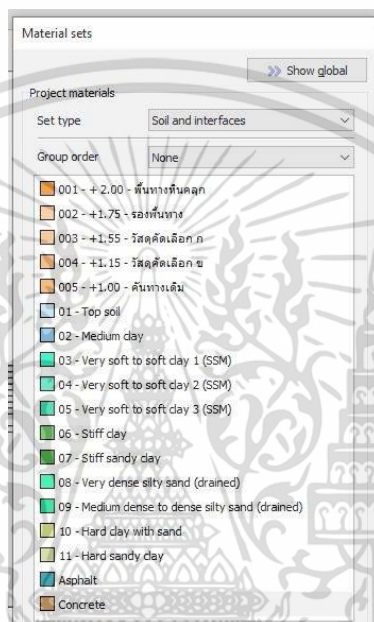 Material sets
Show global
Project materials
Set type
Soil and interfaces
Group order
None
001 - + 2.00 - พื้นทางหินคลุก
002 - +1.75 - รองพื้นทาง
003 - +1.55 - วัสดุคัดเลือก ก
004 - +1.15 - วัสดุคัดเลือก ข
005 - +1.00 - คันทางเดิม
01 - Top soil
02 - Medium clay
03 - Very soft to soft clay 1 (SSM)
04 - Very soft to soft clay 2 (SSM)
05 - Very soft to soft clay 3 (SSM)
06 - Stiff clay
07 - Stiff sandy clay
08 - Very dense silty sand (drained)
09 - Medium dense to dense silty sand (drained)
10 - Hard clay with sand
11 - Hard sandy clay
Asphalt
Concrete